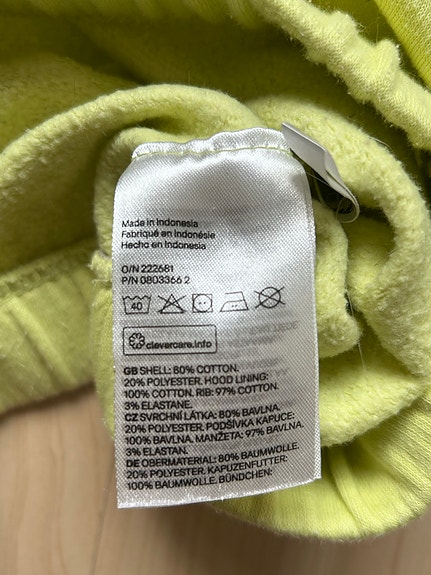 Made in Indonesia
Fabriqué en Indonésie
Hecho en Indonesia
O/N 222681
P/N 0803366 2
40
clevercare.info
GB SHELL: 80% COTTON.
20% POLYESTER. HOOD LINING:
100% COTTON. RIB: 97% COTTON.
3% ELASTANE.
CZ SVRCHNÍ LÁTKA: 80% BAVLNA.
20% POLYESTER. PODŠÍVKA KAPUCE:
100% BAVLNA. MANŽETA: 97% BAVLNA.
3% ELASTAN.
DE OBERMATERIAL: 80% BAUMWOLLE.
20% POLYESTER. KAPUZENFUTTER:
100% BAUMWOLLE. BÜNDCHEN: